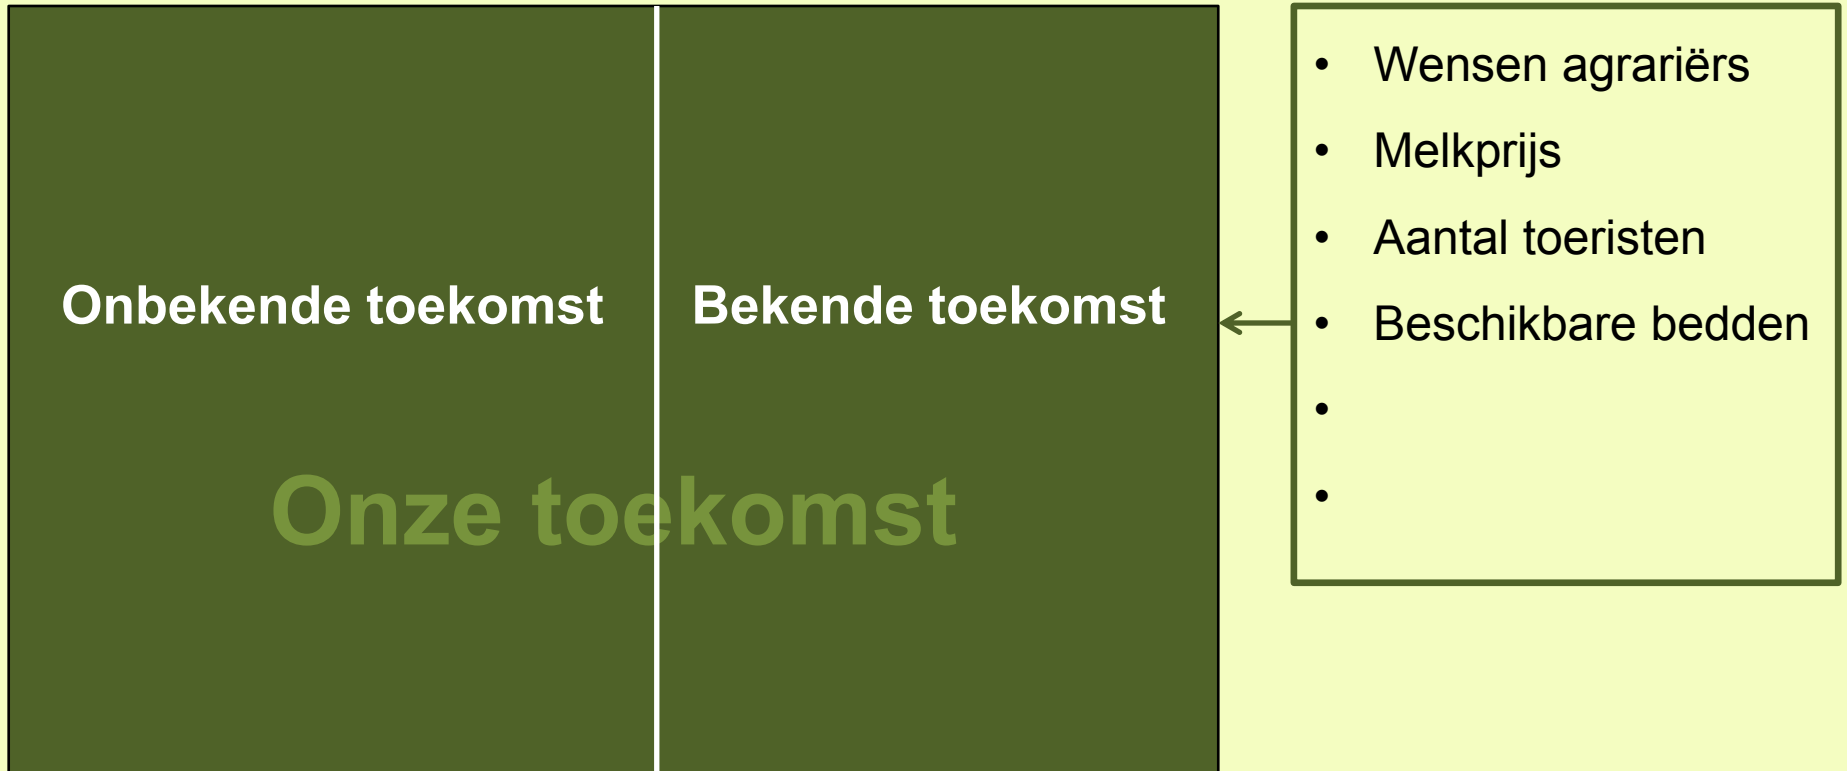 Onbekende toekomst
Bekende toekomst
Onze toekomst
• Wensen agrariërs
• Melkprijs
• Aantal toeristen
• Beschikbare bedden
•
•